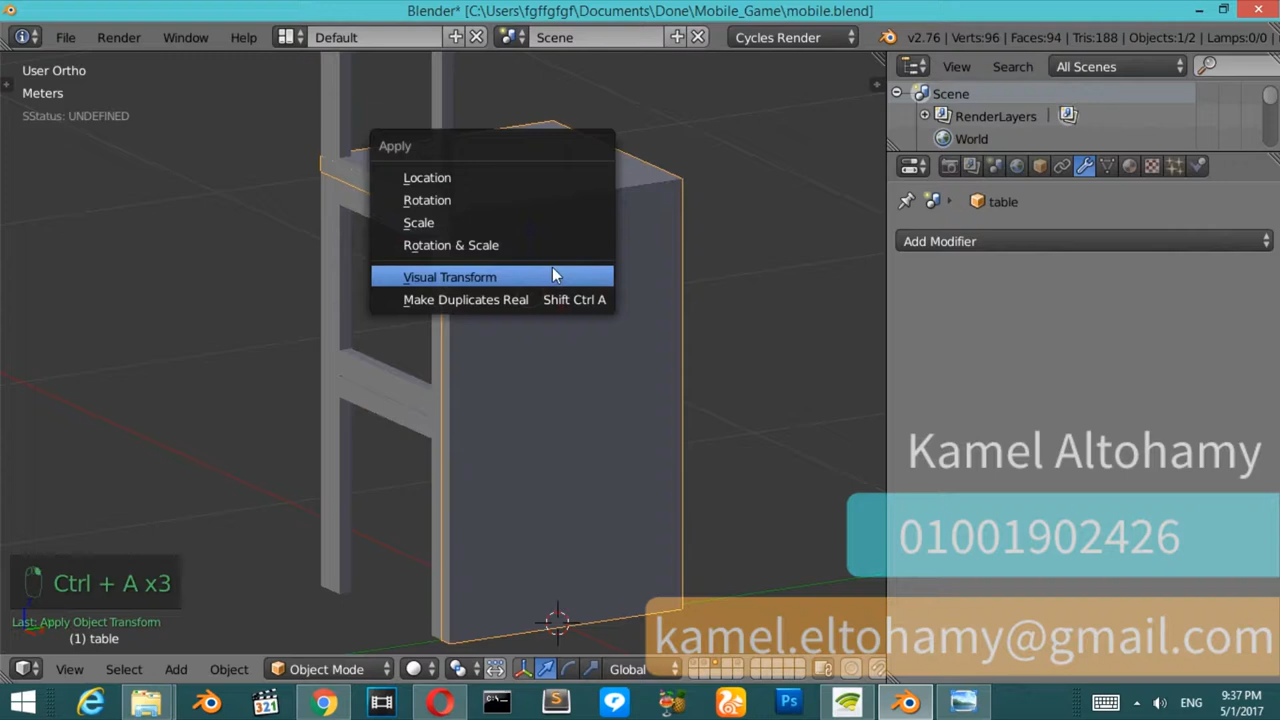 Blender* [C:\Users\fgffgfgf\Documents\Done\Mobile_Game\mobile.blend]
File Render Window Help Default Scene Cycles Render v2.76 | Verts:96 | Faces:94 | Tris:188 | Objects:1/2 | Lamps:0/0
User Ortho
Meters
SStatus: UNDEFINED
View Search All Scenes
Scene
RenderLayers
World
table
Add Modifier
Apply
Location
Rotation
Scale
Rotation & Scale
Visual Transform
Make Duplicates Real Shift Ctrl A
Kamel Altohamy
01001902426
kamel.eltohamy@gmail.com
Ctrl + A x3
Last: Apply Object Transform
(1) table
View Select Add Object Object Mode Global
321
Ps
ENG
9:37 PM
5/1/2017